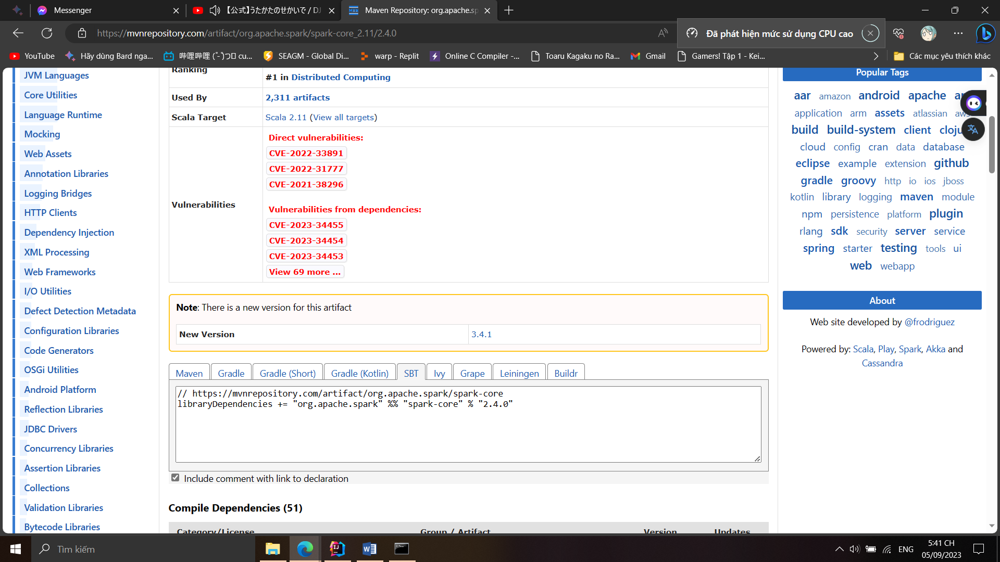 Messenger
【公式】うたかたのせかいで / DJ
Maven Repository: org.apache.sp
https://mvnrepository.com/artifact/org.apache.spark/spark-core_2.11/2.4.0
Đã phát hiện mức sử dụng CPU cao
YouTube
Hãy dùng Bard nga...
哔哩哔哩 (゜-゜)つロ cu...
SEAGM - Global Di...
warp - Replit
Online C Compiler -...
Toaru Kagaku no Ra...
Gmail
Gamers! Tập 1 - Kei...
Các mục yêu thích khác
JVM Languages
Core Utilities
Language Runtime
Mocking
Web Assets
Annotation Libraries
Logging Bridges
HTTP Clients
Dependency Injection
XML Processing
Web Frameworks
I/O Utilities
Defect Detection Metadata
Configuration Libraries
Code Generators
OSGi Utilities
Android Platform
Reflection Libraries
JDBC Drivers
Concurrency Libraries
Assertion Libraries
Collections
Validation Libraries
Bytecode Libraries
Ranking
#1 in Distributed Computing
Used By 2,311 artifacts
Scala Target Scala 2.11 (View all targets)
Vulnerabilities
Direct vulnerabilities:
CVE-2022-33891
CVE-2022-31777
CVE-2021-38296
Vulnerabilities from dependencies:
CVE-2023-34455
CVE-2023-34454
CVE-2023-34453
View 69 more ...
Note: There is a new version for this artifact
New Version 3.4.1
Maven Gradle Gradle (Short) Gradle (Kotlin) SBT Ivy Grape Leiningen Buildr
// https://mvnrepository.com/artifact/org.apache.spark/spark-core
libraryDependencies += "org.apache.spark" %% "spark-core" % "2.4.0"
Include comment with link to declaration
Compile Dependencies (51)
Category/License Group / Artifact Version Updates
Popular Tags
aar amazon android apache
application arm assets atlassian aws
build build-system client cloju
cloud config cran data database
eclipse example extension github
gradle groovy http io ios jboss
kotlin library logging maven module
npm persistence platform plugin
rlang sdk security server service
spring starter testing tools ui
web webapp
About
Web site developed by @frodriguez
Powered by: Scala, Play, Spark, Akka and
Cassandra
Tìm kiếm
ENG
5:41 CH
05/09/2023